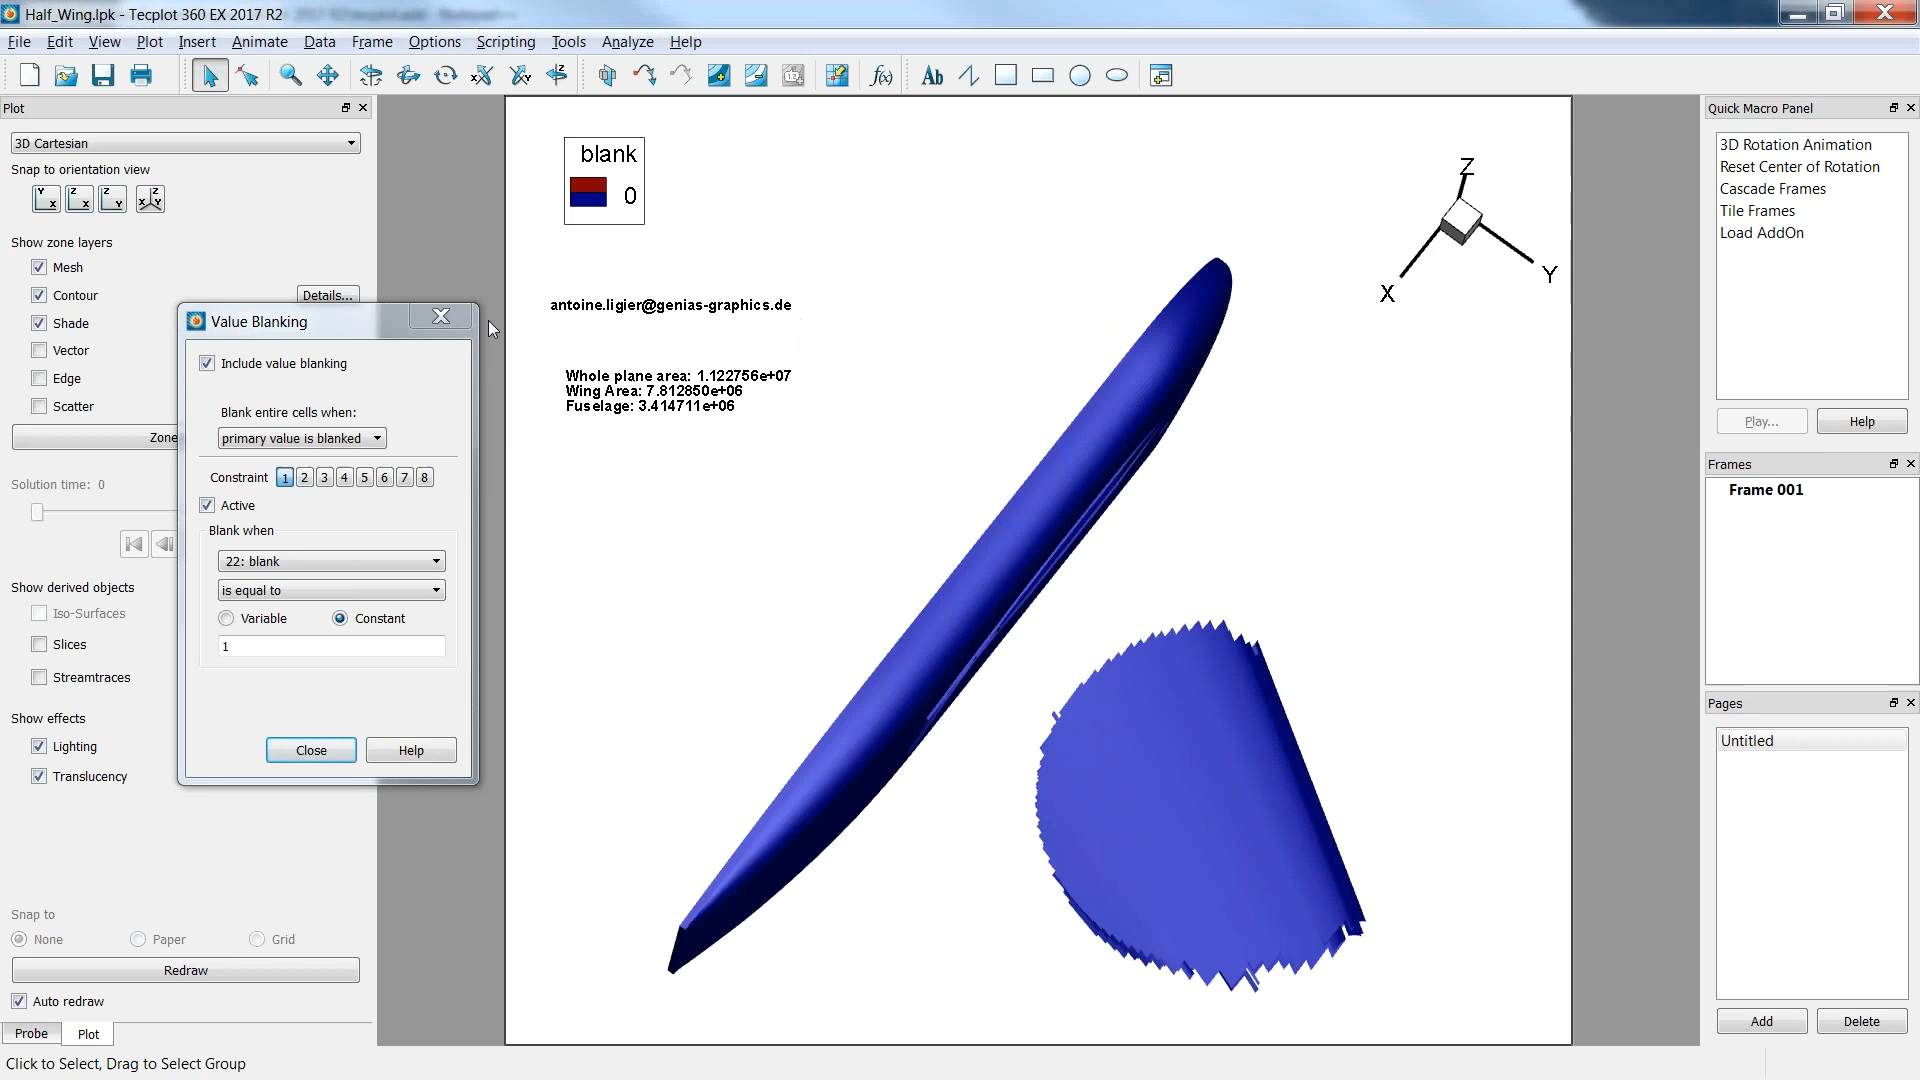 Half_Wing.lpk - Tecplot 360 EX 2017 R2
File Edit View Plot Insert Animate Data Frame Options Scripting Tools Analyze Help
Plot
3D Cartesian
Snap to orientation view
Show zone layers
Mesh
Contour
Details...
Shade
Vector
Edge
Scatter
Zone
Solution time: 0
Show derived objects
Iso-Surfaces
Slices
Streamtraces
Show effects
Lighting
Translucency
Snap to
None Paper Grid
Redraw
Auto redraw
Probe Plot
Click to Select, Drag to Select Group
Value Blanking
Include value blanking
Blank entire cells when:
primary value is blanked
Constraint 1 2 3 4 5 6 7 8
Active
Blank when
22: blank
is equal to
Variable Constant
1
Close Help
blank
0
antoine.ligier@genias-graphics.de
Whole plane area: 1.122756e+07
Wing Area: 7.812850e+06
Fuselage: 3.414711e+06
Z
X
Y
Quick Macro Panel
3D Rotation Animation
Reset Center of Rotation
Cascade Frames
Tile Frames
Load AddOn
Play... Help
Frames
Frame 001
Pages
Untitled
Add Delete